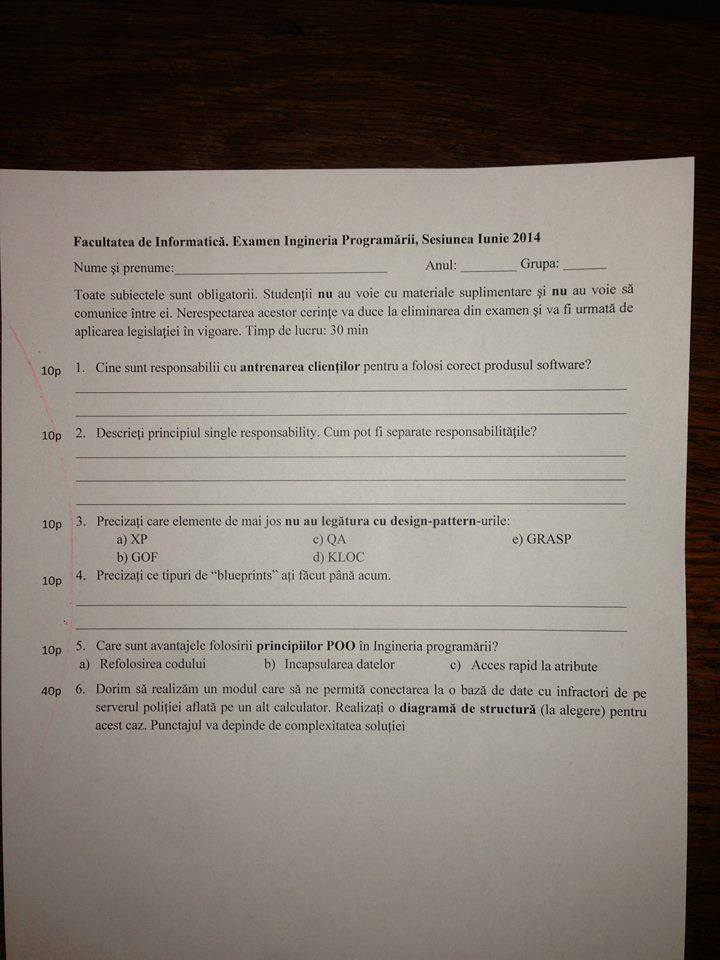 Facultatea de Informatică. Examen Ingineria Programării, Sesiunea Iunie 2014
Nume şi prenume:______________________________ Anul: ________ Grupa: ______
Toate subiectele sunt obligatorii. Studenţii nu au voie cu materiale suplimentare şi nu au voie să
comunice între ei. Nerespectarea acestor cerinţe va duce la eliminarea din examen şi va fi urmată de
aplicarea legislaţiei în vigoare. Timp de lucru: 30 min
10p 1. Cine sunt responsabilii cu antrenarea clienţilor pentru a folosi corect produsul software?
10p 2. Descrieţi principiul single responsability. Cum pot fi separate responsabilităţile?
10p 3. Precizaţi care elemente de mai jos nu au legătura cu design-pattern-urile:
a) XP c) QA e) GRASP
b) GOF d) KLOC
10p 4. Precizaţi ce tipuri de “blueprints” aţi făcut până acum.
10p 5. Care sunt avantajele folosirii principiilor POO în Ingineria programării?
a) Refolosirea codului b) Incapsularea datelor c) Acces rapid la atribute
40p 6. Dorim să realizăm un modul care să ne permită conectarea la o bază de date cu infractori de pe
serverul poliţiei aflată pe un alt calculator. Realizaţi o diagramă de structură (la alegere) pentru
acest caz. Punctajul va depinde de complexitatea soluţiei